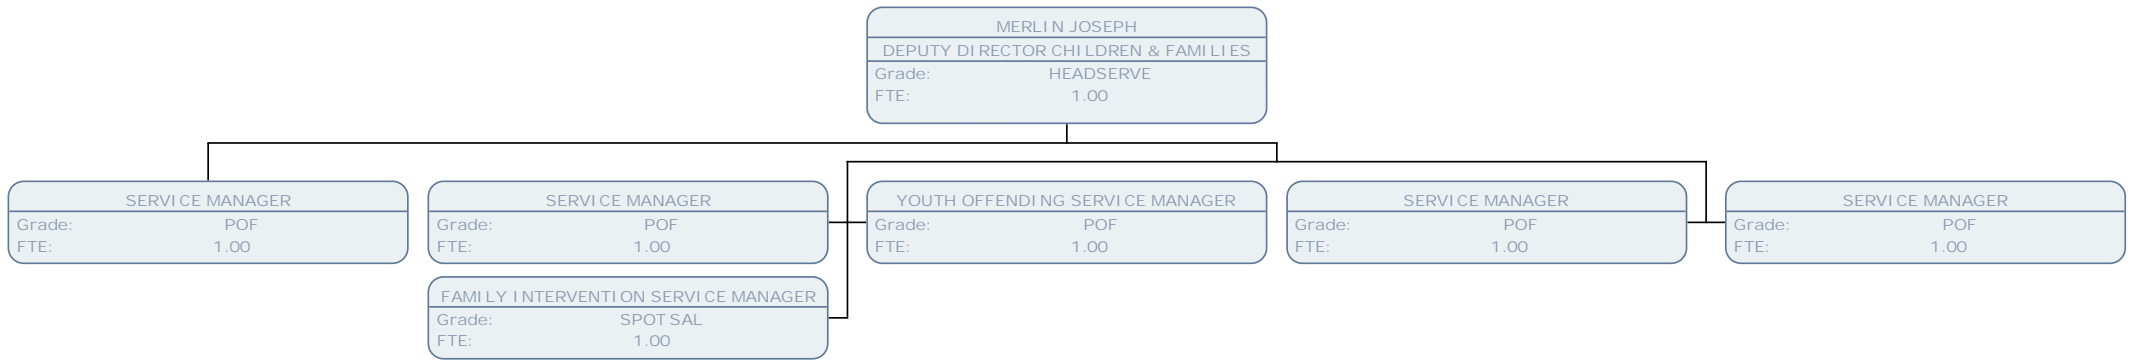 MERLIN JOSEPH
DEPUTY DIRECTOR CHILDREN & FAMILIES
Grade: HEADSERVE
FTE: 1.00
SERVICE MANAGER
Grade: POF
FTE: 1.00
SERVICE MANAGER
Grade: POF
FTE: 1.00
YOUTH OFFENDING SERVICE MANAGER
Grade: POF
FTE: 1.00
SERVICE MANAGER
Grade: POF
FTE: 1.00
SERVICE MANAGER
Grade: POF
FTE: 1.00
FAMILY INTERVENTION SERVICE MANAGER
Grade: SPOT SAL
FTE: 1.00